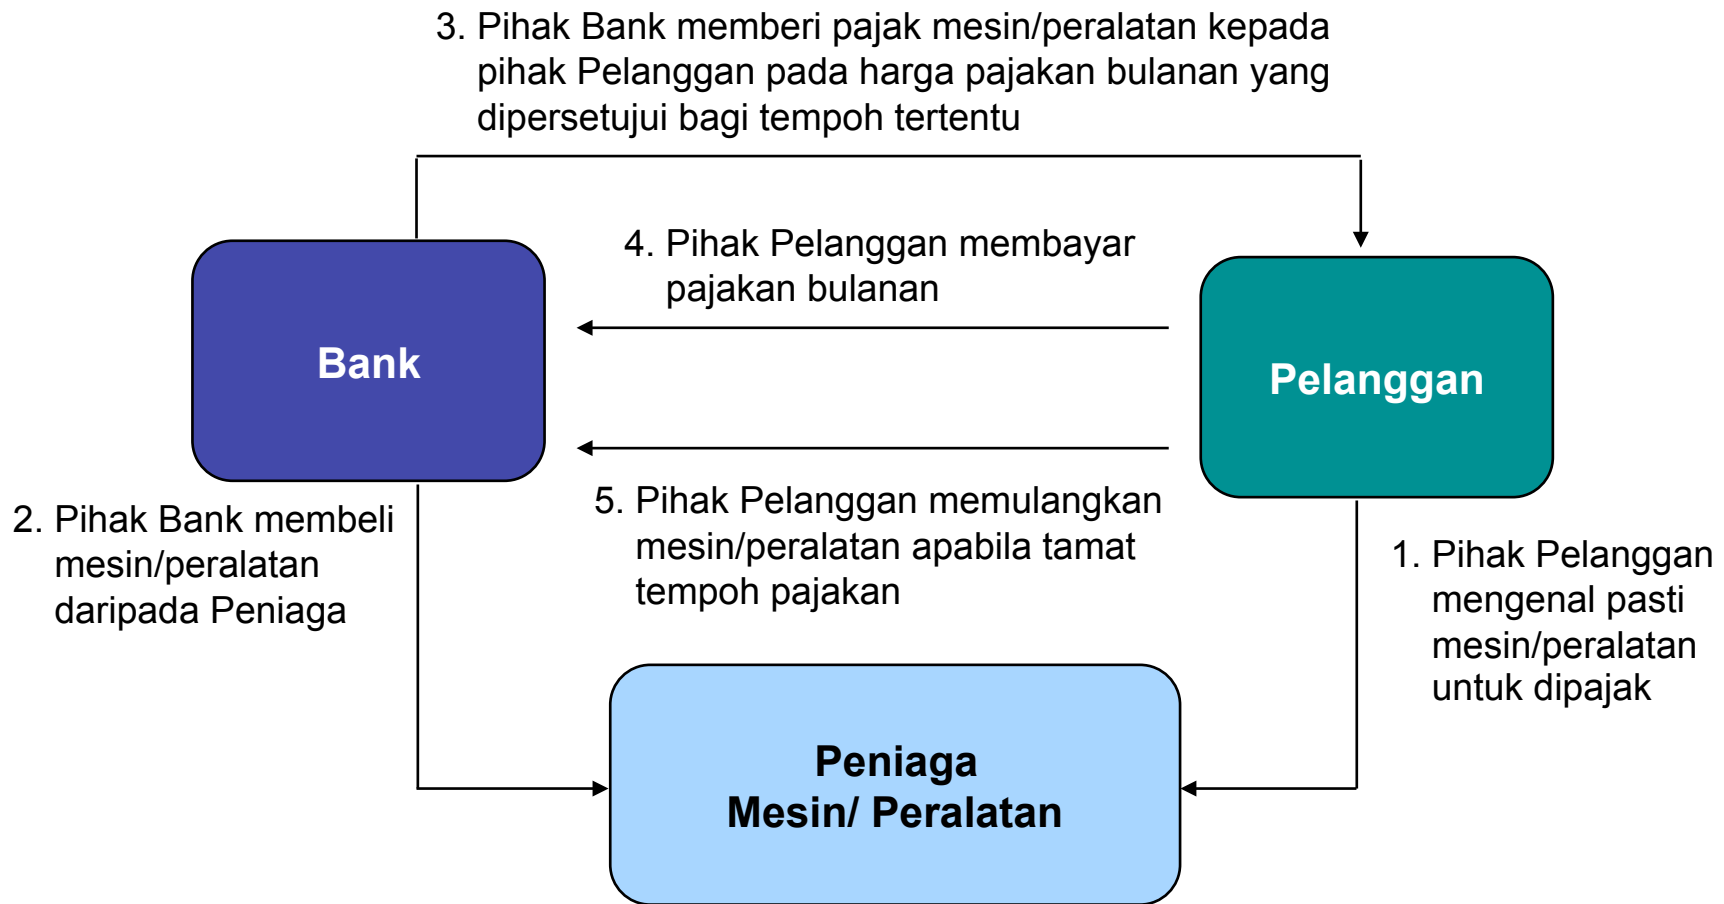 3. Pihak Bank memberi pajak mesin/peralatan kepada
pihak Pelanggan pada harga pajakan bulanan yang
dipersetujui bagi tempoh tertentu
4. Pihak Pelanggan membayar
pajakan bulanan
Bank
Pelanggan
5. Pihak Pelanggan memulangkan
mesin/peralatan apabila tamat
tempoh pajakan
2. Pihak Bank membeli
mesin/peralatan
daripada Peniaga
1. Pihak Pelanggan
mengenal pasti
mesin/peralatan
untuk dipajak
Peniaga
Mesin/ Peralatan